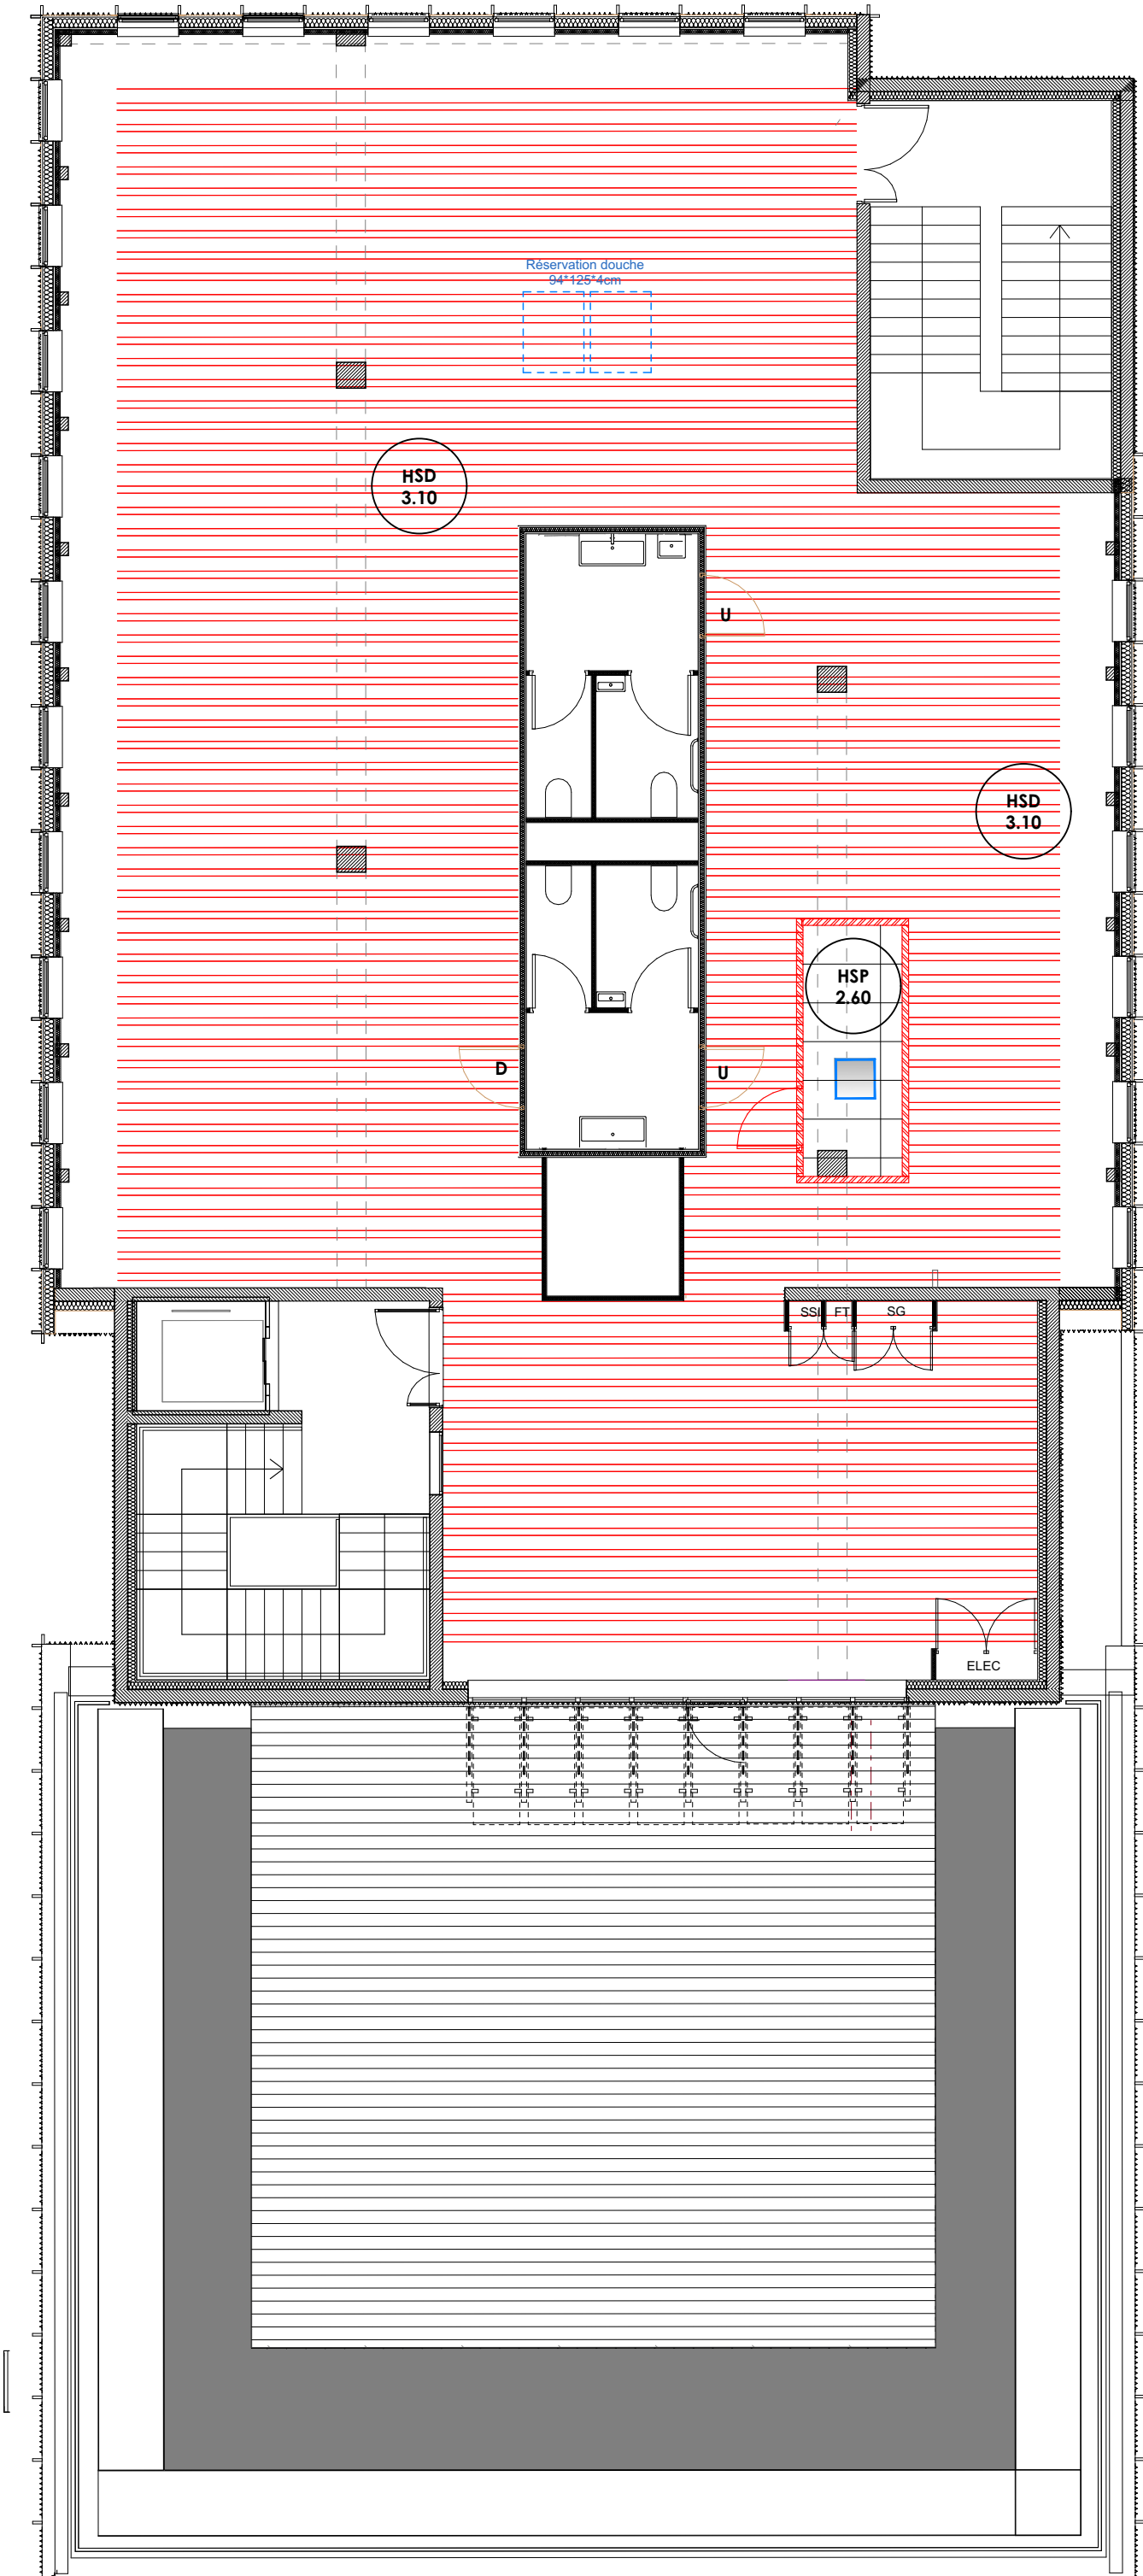 Réservation douche
94*125*4cm
HSD
3.10
U
HSD
3.10
HSP
2.60
D
U
SSI FT SG
ELEC